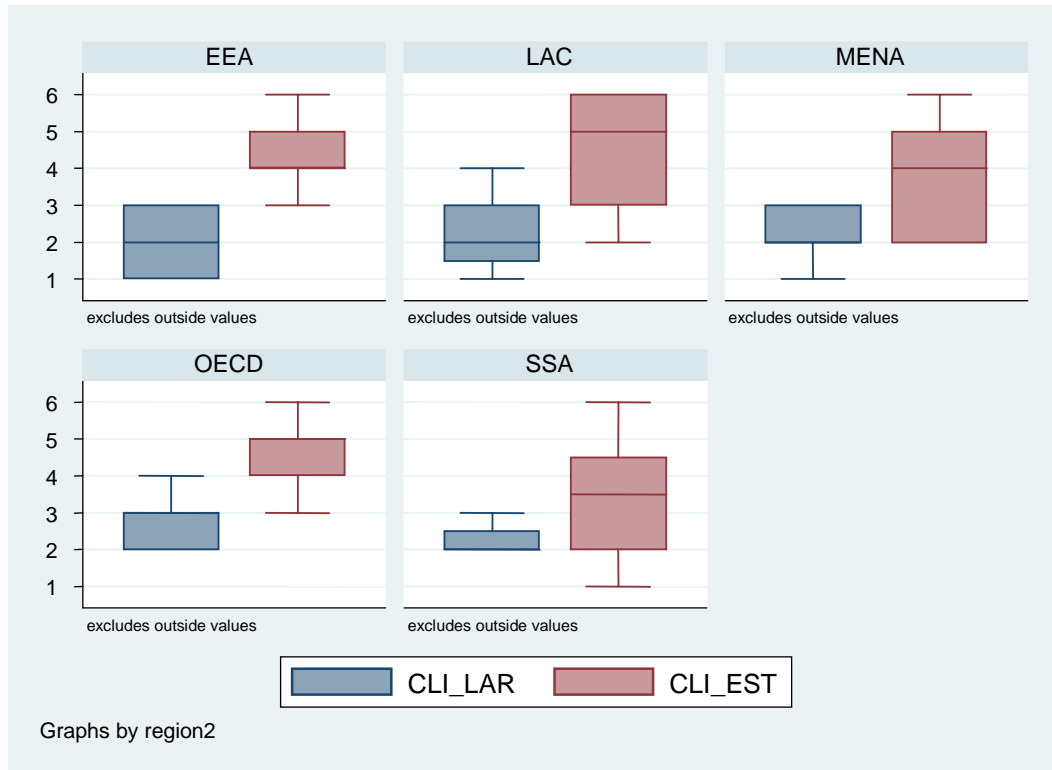 EEA LAC MENA
6
5
4
3
2
1
excludes outside values excludes outside values excludes outside values
OECD SSA
6
5
4
3
2
1
excludes outside values excludes outside values
CLI_LAR CLI_EST
Graphs by region2